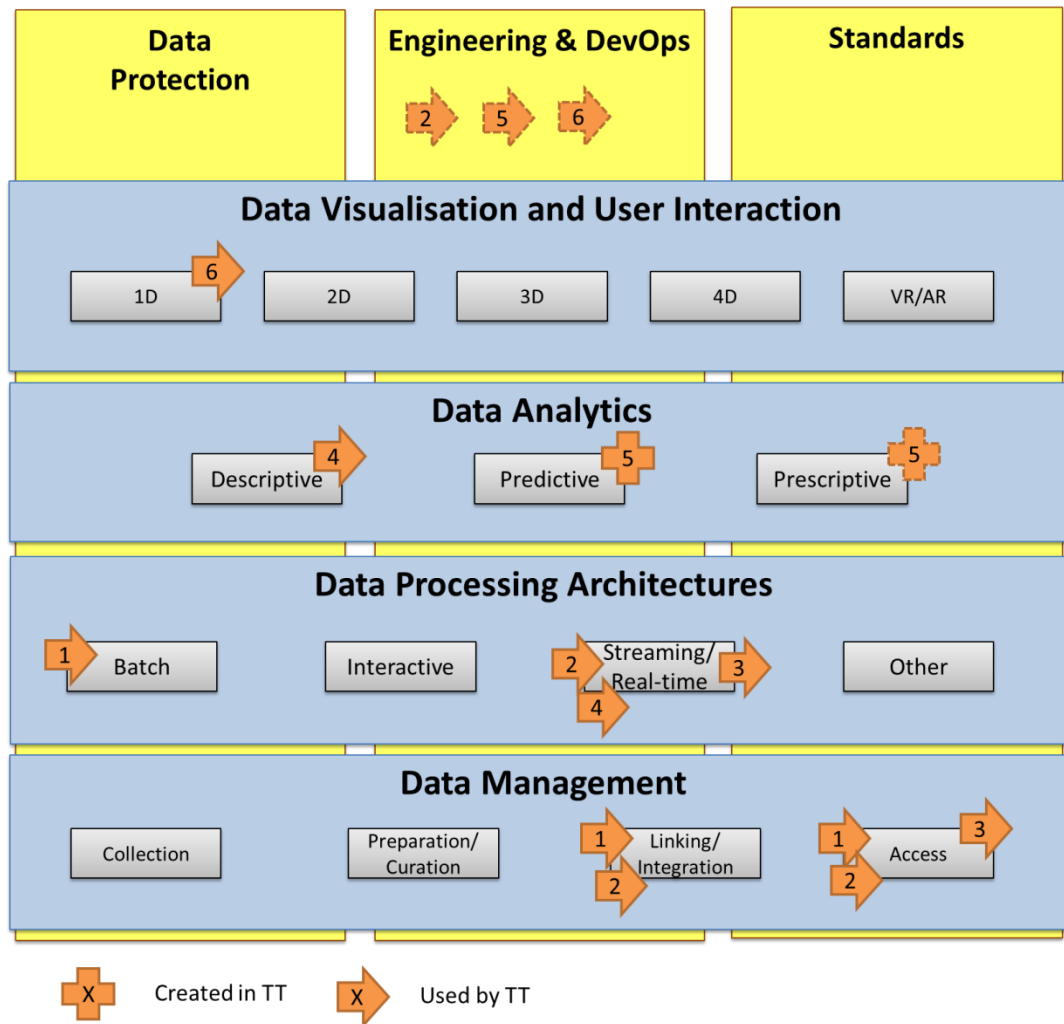 Data
Protection
Engineering & DevOps
Standards
2
5
6
Data Visualisation and User Interaction
6
1D
2D
3D
4D
VR/AR
Data Analytics
4
5
5
Descriptive
Predictive
Prescriptive
Data Processing Architectures
1
Batch
Interactive
2
Streaming/
Real-time
3
4
Other
Data Management
Collection
Preparation/
Curation
1
Linking/
Integration
2
1
Access
3
2
X
Created in TT
X
Used by TT